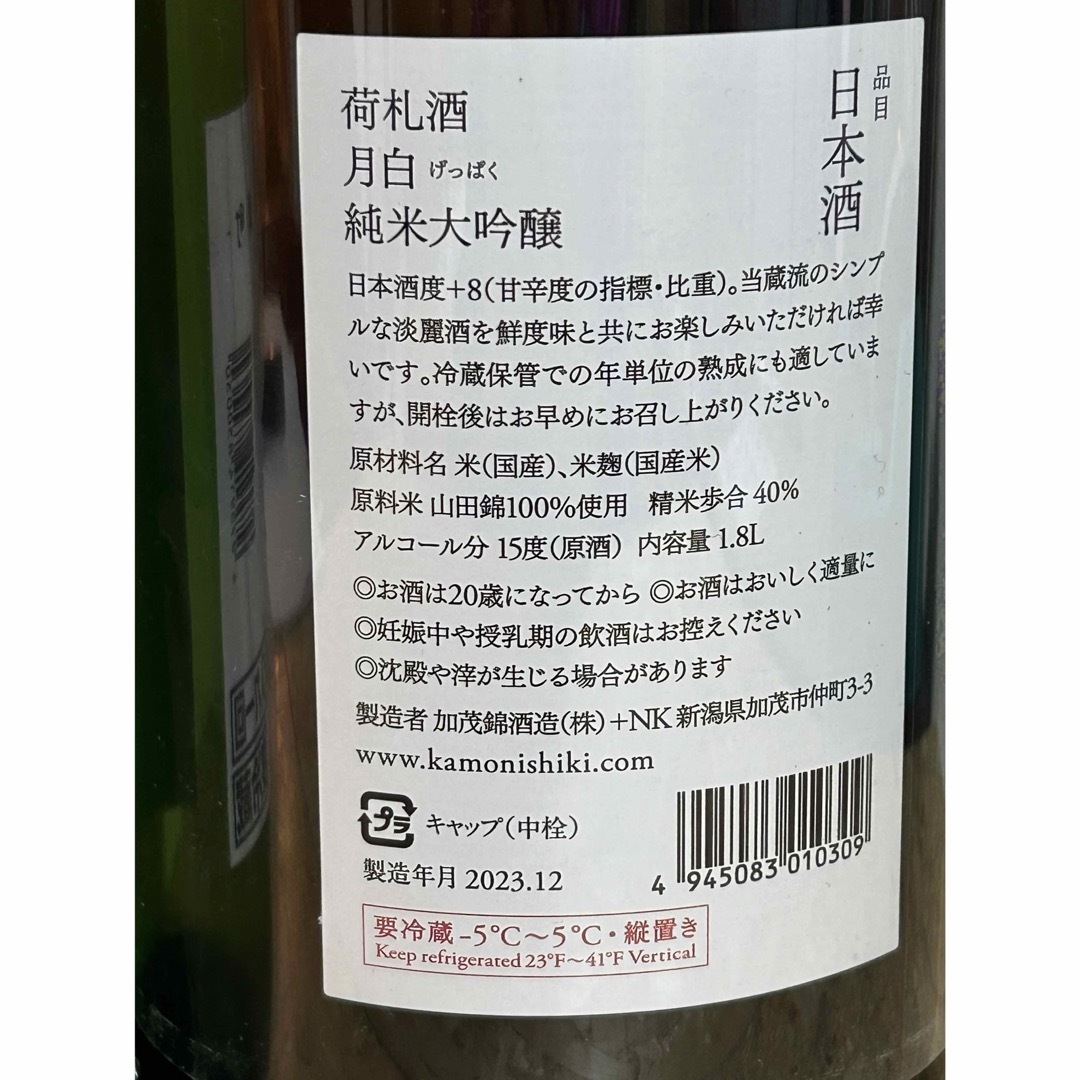 品目
日本酒
荷札酒
月白 げっぱく
純米大吟醸
日本酒度+8(甘辛度の指標・比重)。当蔵流のシンプ
ルな淡麗酒を鮮度味と共にお楽しみいただければ幸
いです。冷蔵保管での年単位の熟成にも適していま
すが、開栓後はお早めにお召し上がりください。
原材料名 米(国産)、米麹(国産米)
原料米 山田錦100%使用 精米歩合 40%
アルコール分 15度(原酒) 内容量 1.8L
◎お酒は20歳になってから ◎お酒はおいしく適量に
◎妊娠中や授乳期の飲酒はお控えください
◎沈殿や滓が生じる場合があります
製造者 加茂錦酒造(株)+NK 新潟県加茂市仲町3-3
www.kamonishiki.com
プラ キャップ(中栓)
製造年月 2023.12
4 945083 010309
要冷蔵 -5℃~5℃・縦置き
Keep refrigerated 23°F~41°F Vertical